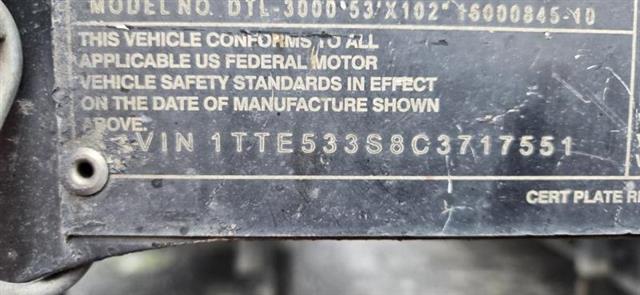 MODEL NO. DTL-3000 53'X102" 16000845-10
THIS VEHICLE CONFORMS TO ALL
APPLICABLE US FEDERAL MOTOR
VEHICLE SAFETY STANDARDS IN EFFECT
ON THE DATE OF MANUFACTURE SHOWN
ABOVE.
VIN 1TTE533S8C3717551
CERT PLATE R